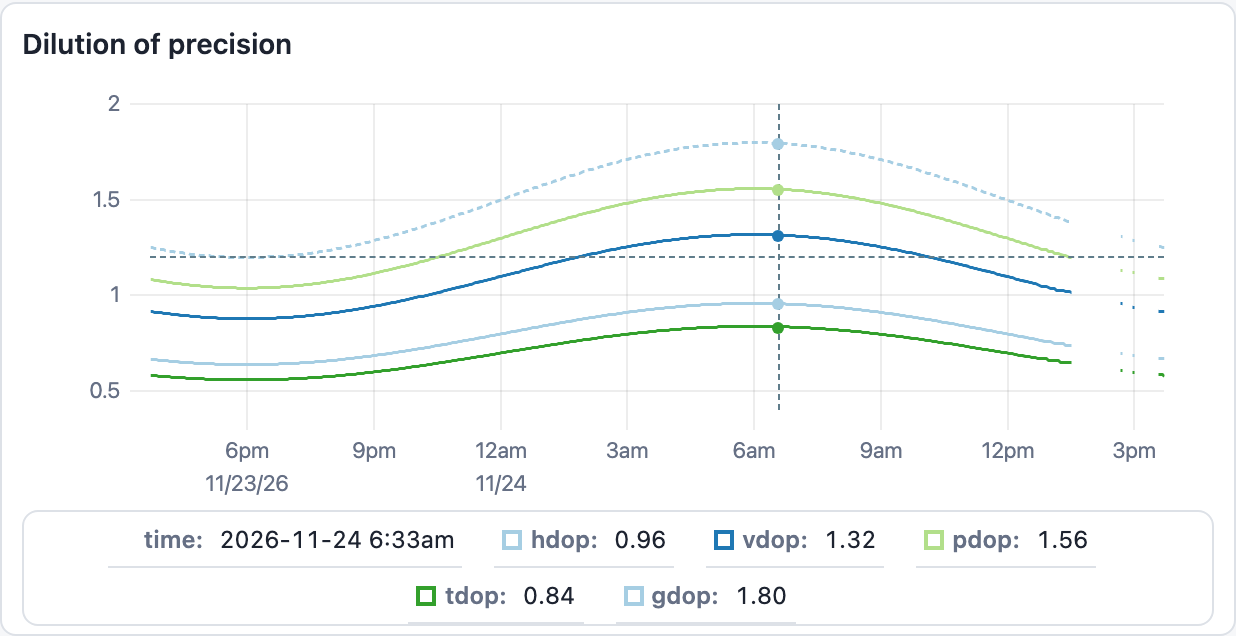 Dilution of precision
2
1.5
1
0.5
6pm 9pm 12am 3am 6am 9am 12pm 3pm
11/23/26 11/24
time: 2026-11-24 6:33am hdop: 0.96 vdop: 1.32 pdop: 1.56
tdop: 0.84 gdop: 1.80